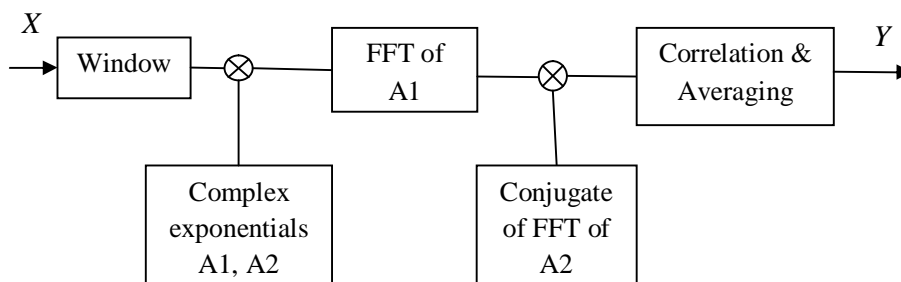 X
Window
FFT of
A1
Correlation &
Averaging
Y
Complex
exponentials
A1, A2
Conjugate
of FFT of
A2